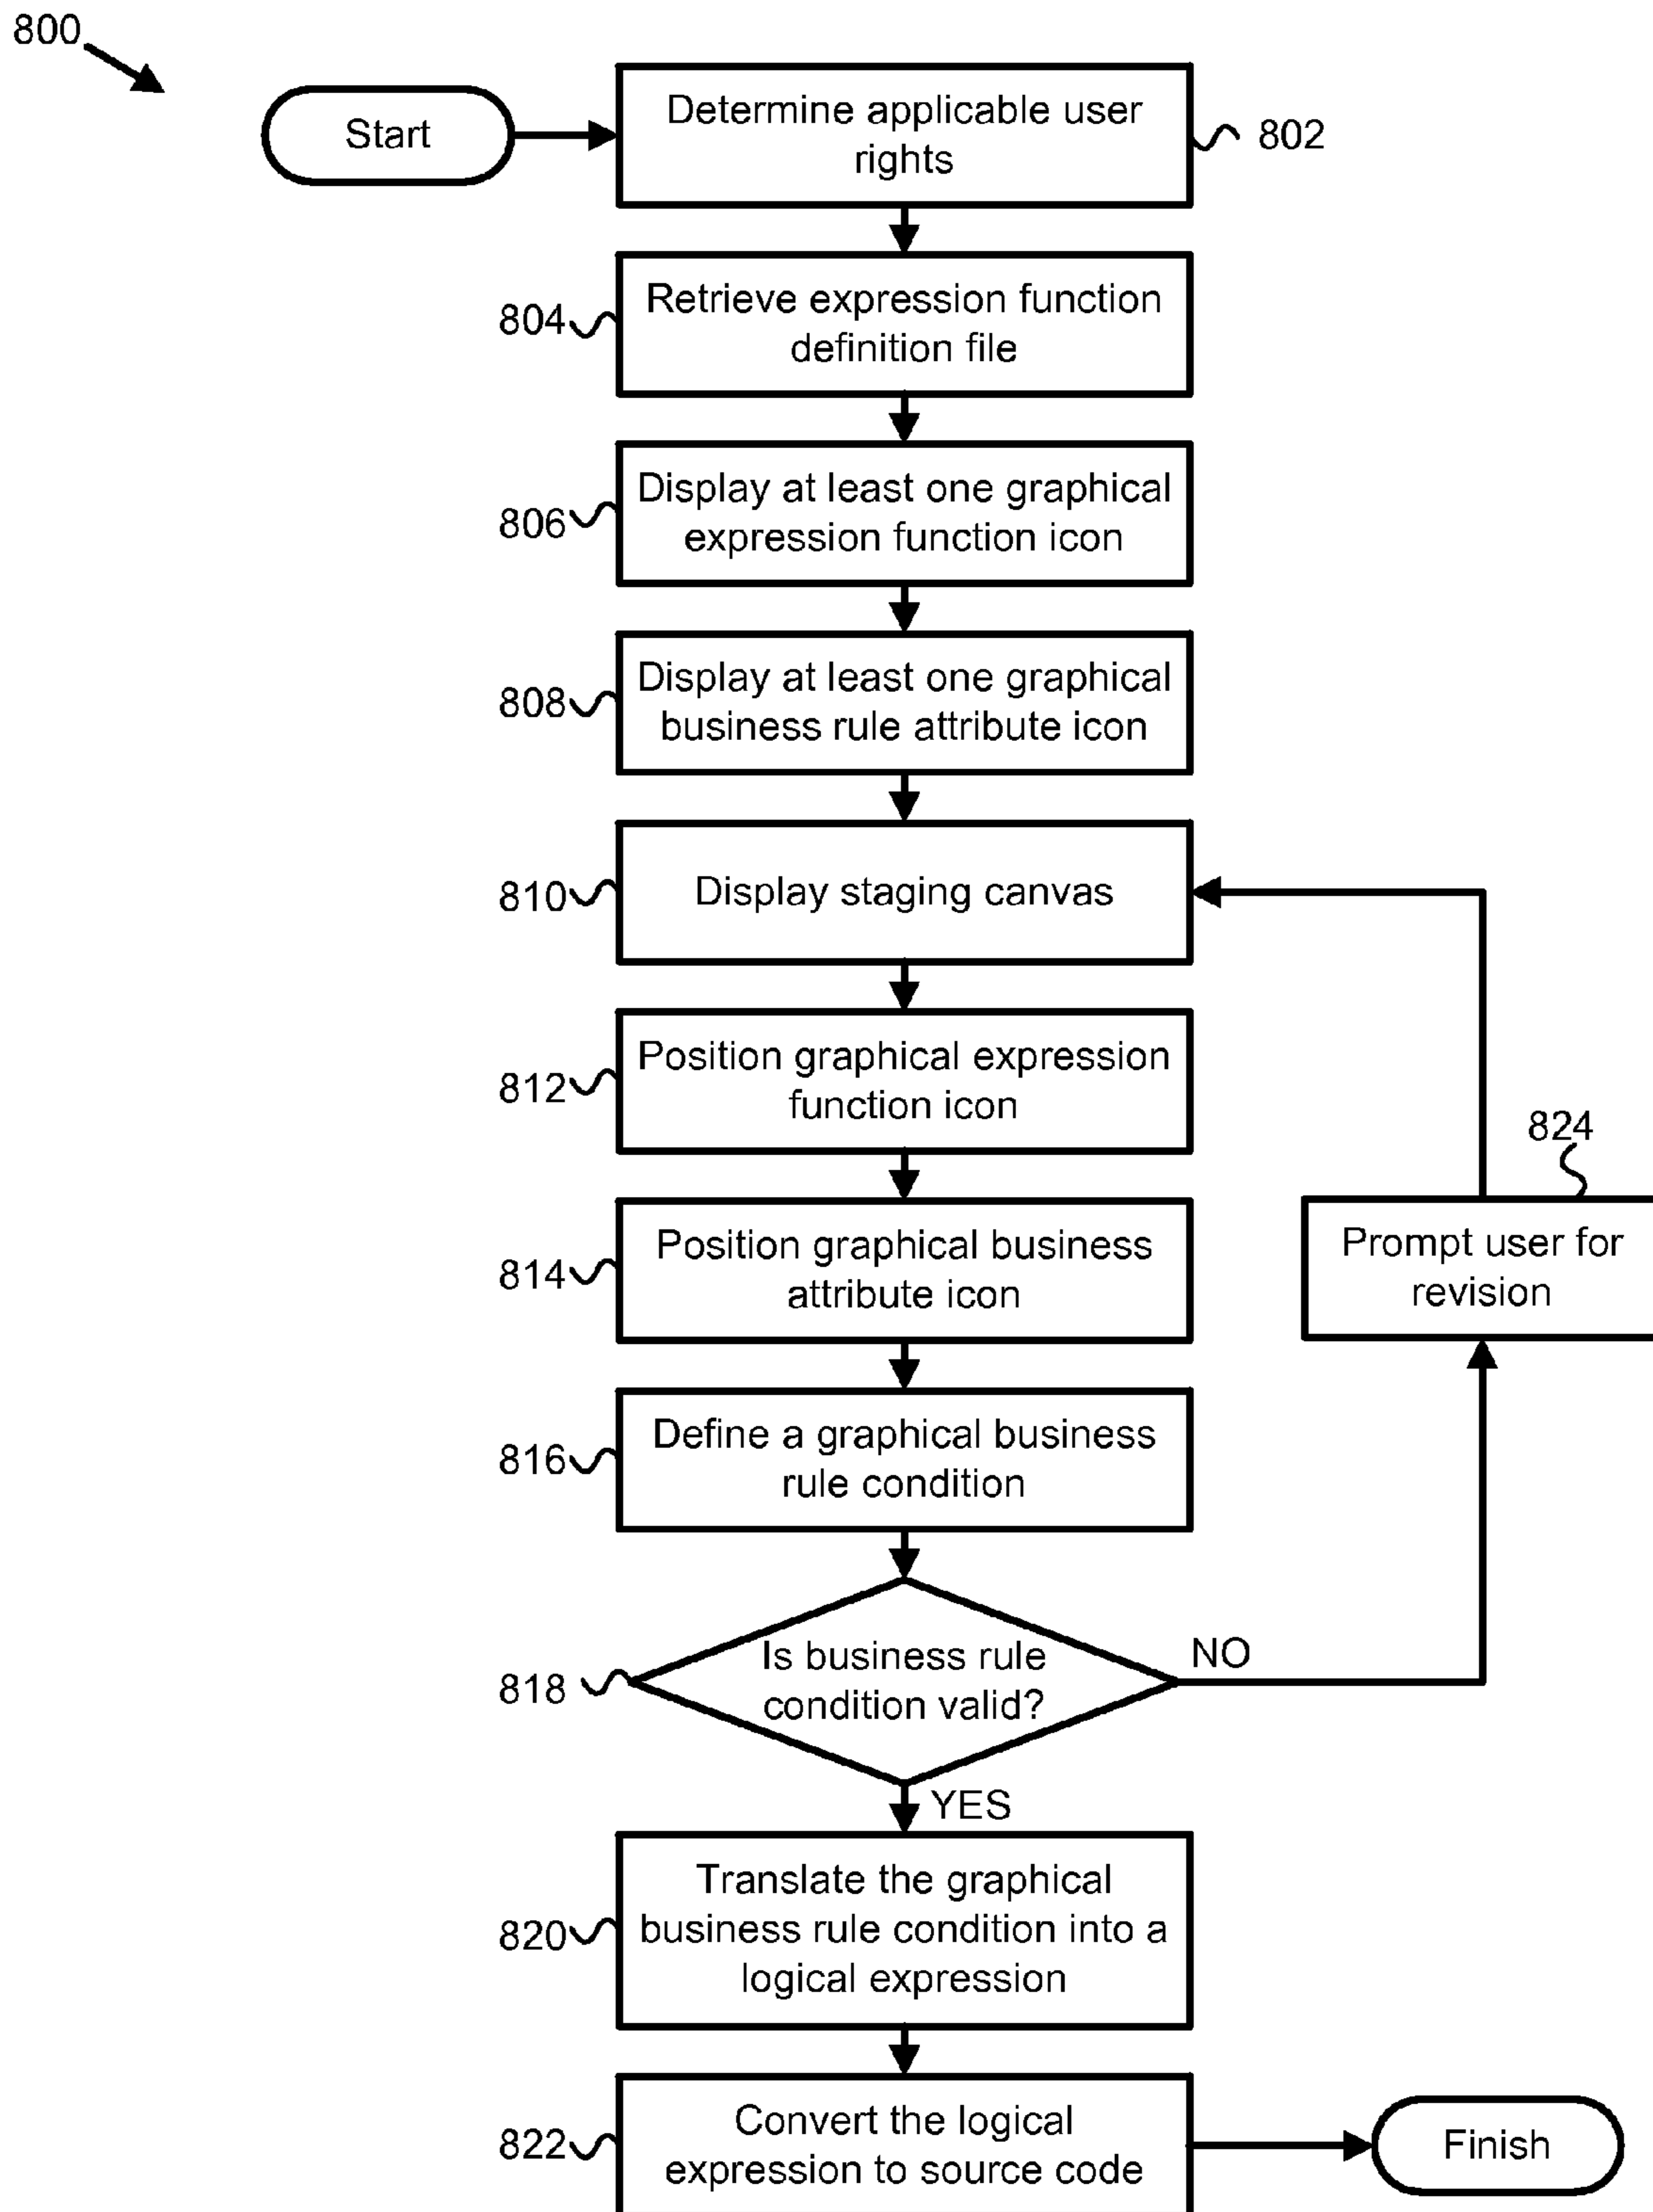 800
Start
Determine applicable user
rights
802
804
Retrieve expression function
definition file
806
Display at least one graphical
expression function icon
808
Display at least one graphical
business rule attribute icon
810
Display staging canvas
812
Position graphical expression
function icon
814
Position graphical business
attribute icon
824
Prompt user for
revision
816
Define a graphical business
rule condition
818
Is business rule
condition valid?
NO
YES
820
Translate the graphical
business rule condition into a
logical expression
822
Convert the logical
expression to source code
Finish